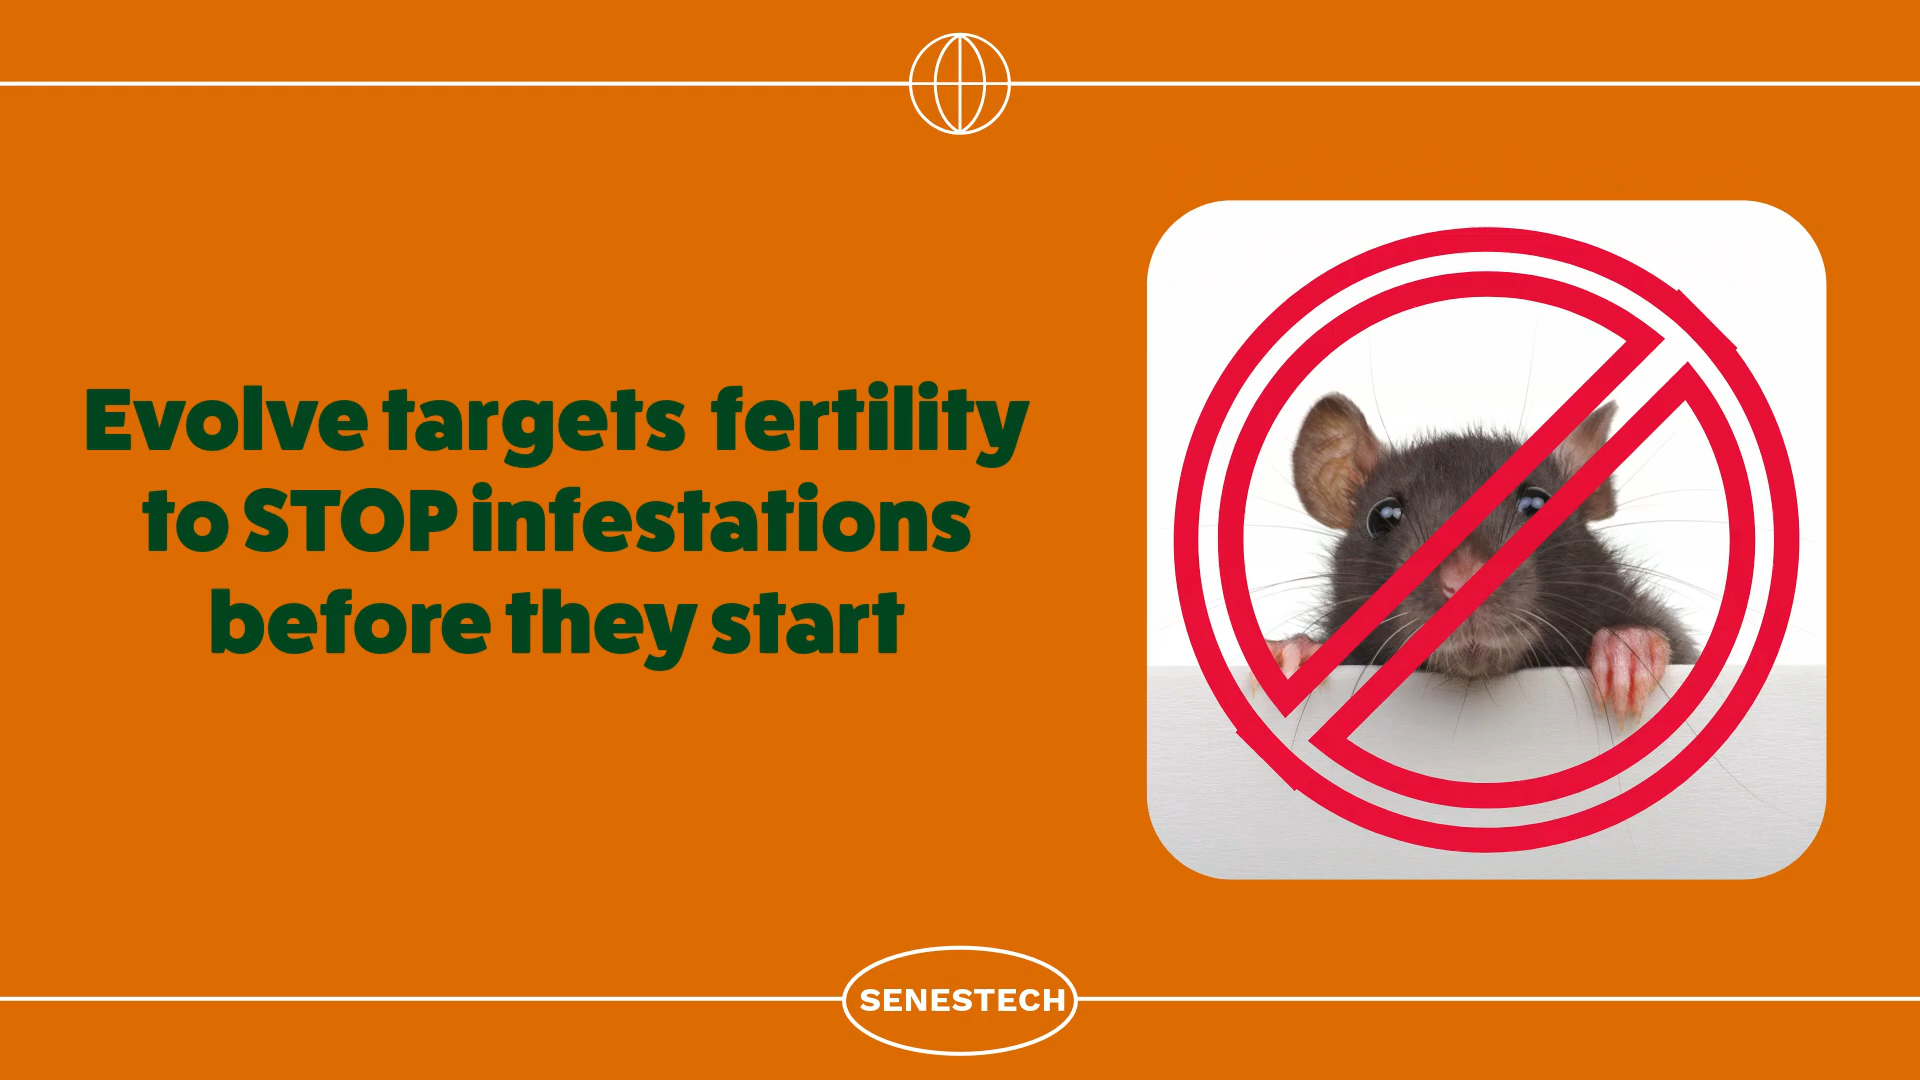 Evolve targets fertility
to STOP infestations
before they start
SENESTECH